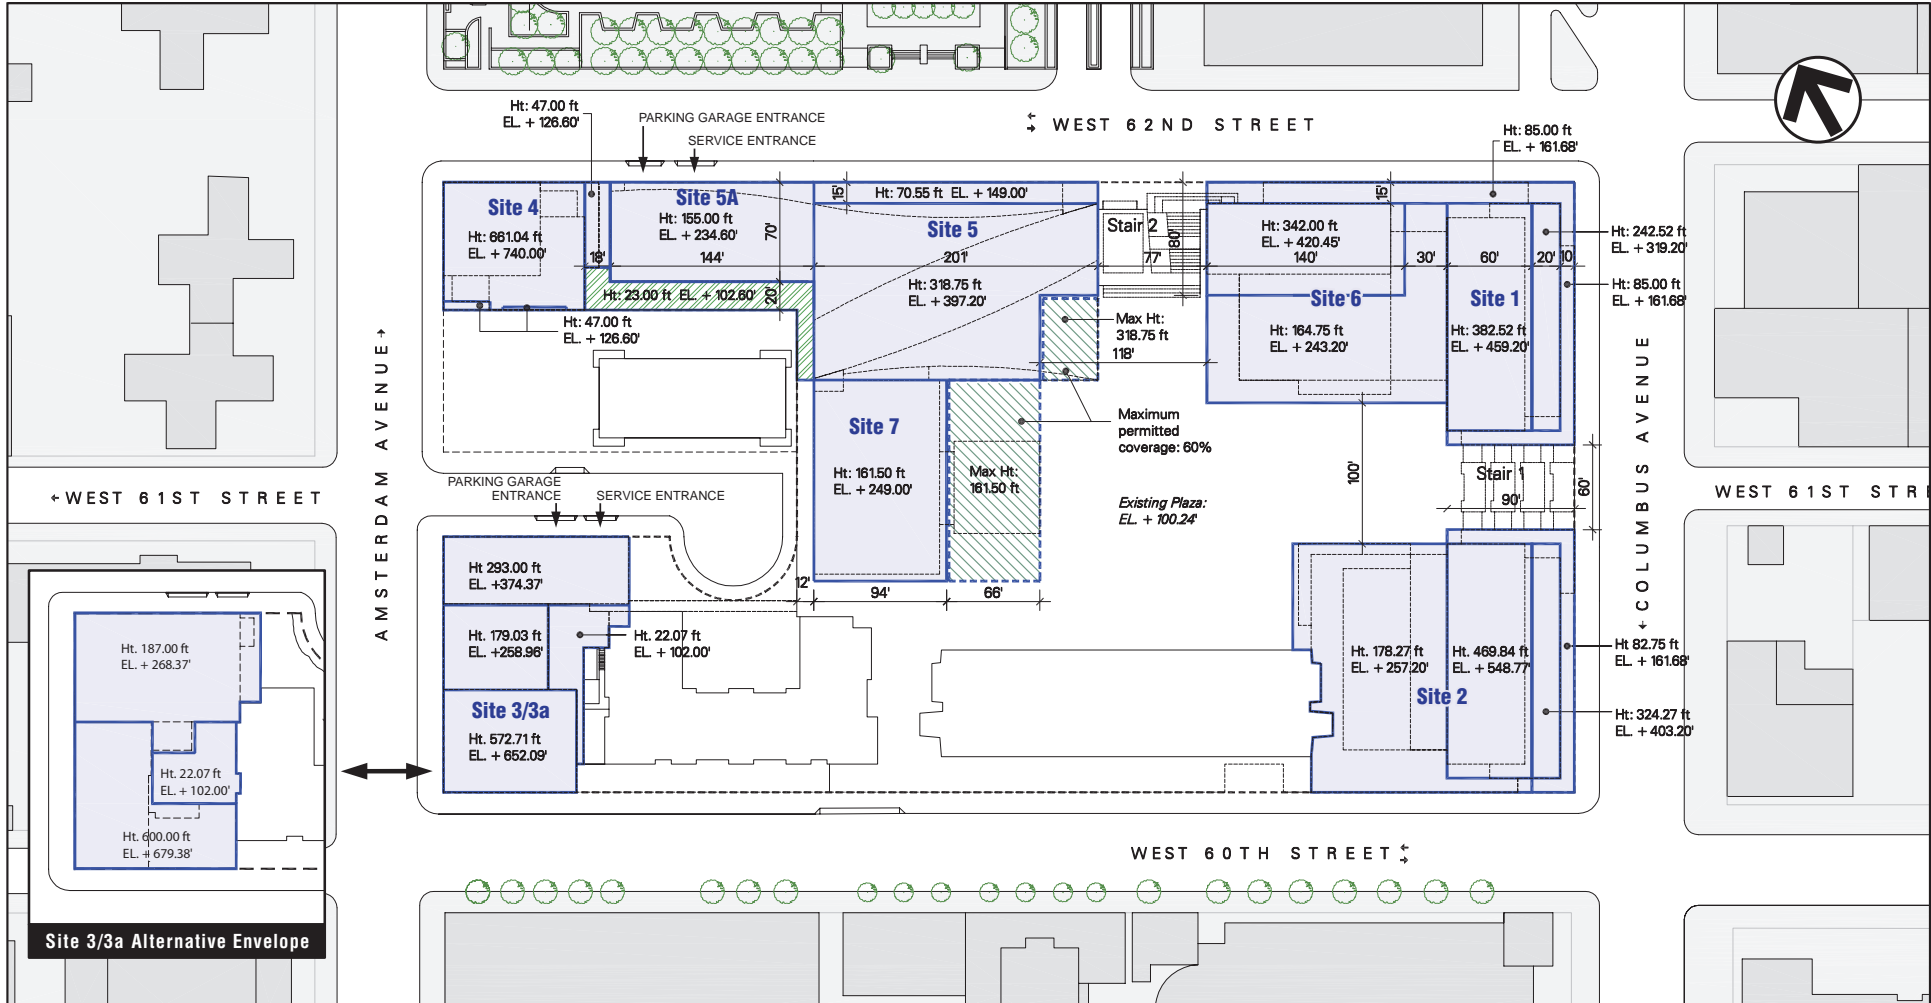 Ht: 47.00 ft
EL. + 126.60'
PARKING GARAGE ENTRANCE
SERVICE ENTRANCE
WEST 62ND STREET
Ht: 85.00 ft
EL. + 161.68'
Site 4
Ht: 661.04 ft
EL. + 740.00'
18'
Site 5A
Ht: 155.00 ft
EL. + 234.60'
144'
70'
15'
Ht: 70.55 ft EL. + 149.00'
Site 5
201'
Ht: 318.75 ft
EL. + 397.20'
Stair 2
80'
77'
15'
Ht: 342.00 ft
EL. + 420.45'
140'
30'
60'
20'
10'
Ht: 242.52 ft
EL. + 319.20'
Ht: 85.00 ft
EL. + 161.68'
Ht: 23.00 ft EL. + 102.60'
20'
Site 6
Site 1
Ht: 47.00 ft
EL. + 126.60'
Max Ht:
318.75 ft
118'
Ht: 164.75 ft
EL. + 243.20'
Ht: 382.52 ft
EL. + 459.20'
AMSTERDAM AVENUE
COLUMBUS AVENUE
Site 7
Maximum
permitted
coverage: 60%
Ht: 161.50 ft
EL. + 249.00'
Max Ht:
161.50 ft
100'
Stair 1
90'
60'
PARKING GARAGE
ENTRANCE
SERVICE ENTRANCE
WEST 61ST STREET
WEST 61ST STRE
Existing Plaza:
EL. + 100.24'
Ht 293.00 ft
EL. +374.37'
12'
94'
66'
Ht. 179.03 ft
EL. +258.96'
Ht. 22.07 ft
EL. + 102.00'
Ht. 178.27 ft
EL. + 257.20'
Ht. 469.84 ft
EL. + 548.77'
Ht 82.75 ft
EL. + 161.68'
Site 2
Site 3/3a
Ht. 572.71 ft
EL. + 652.09'
Ht: 324.27 ft
EL. + 403.20'
Ht. 187.00 ft
EL. + 268.37'
Ht. 22.07 ft
EL. + 102.00'
Ht. 600.00 ft
EL. + 679.38'
Site 3/3a Alternative Envelope
WEST 60TH STREET